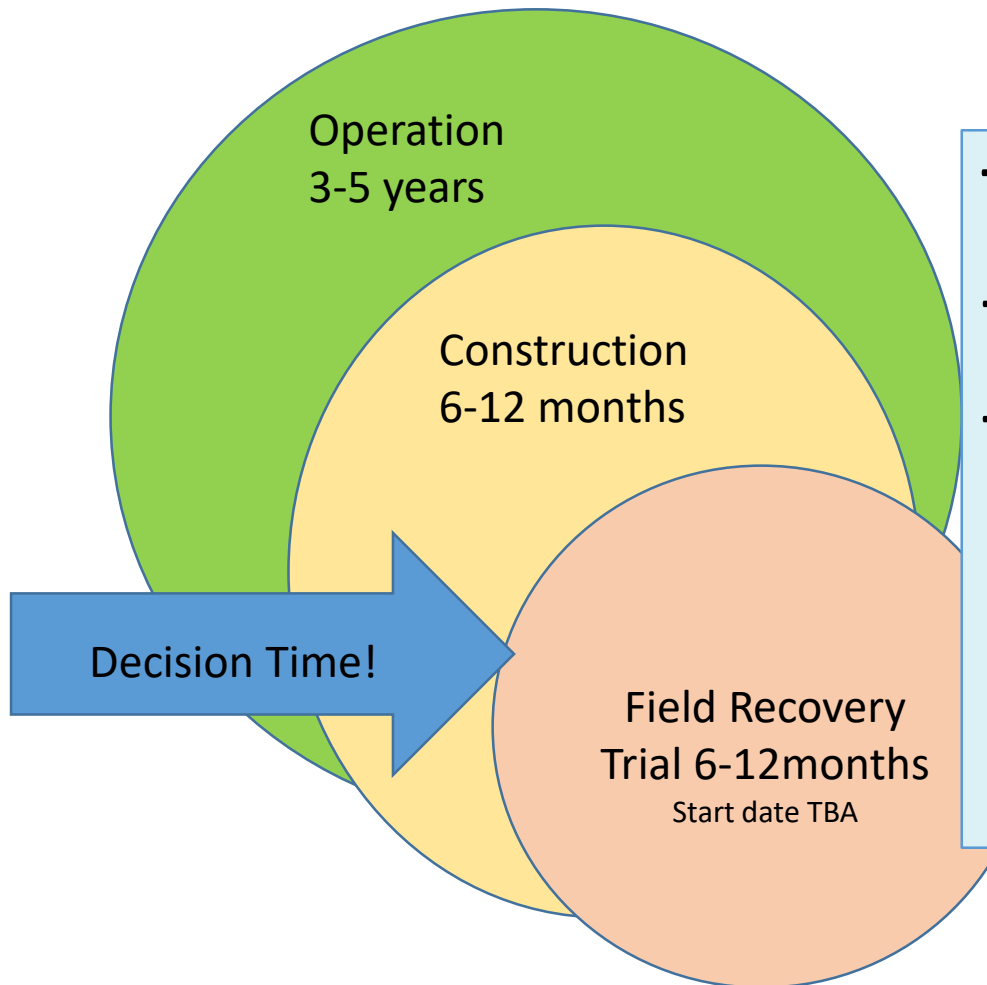 Operation
3-5 years
Construction
6-12 months
Decision Time!
Field Recovery
Trial 6-12months
Start date TBA